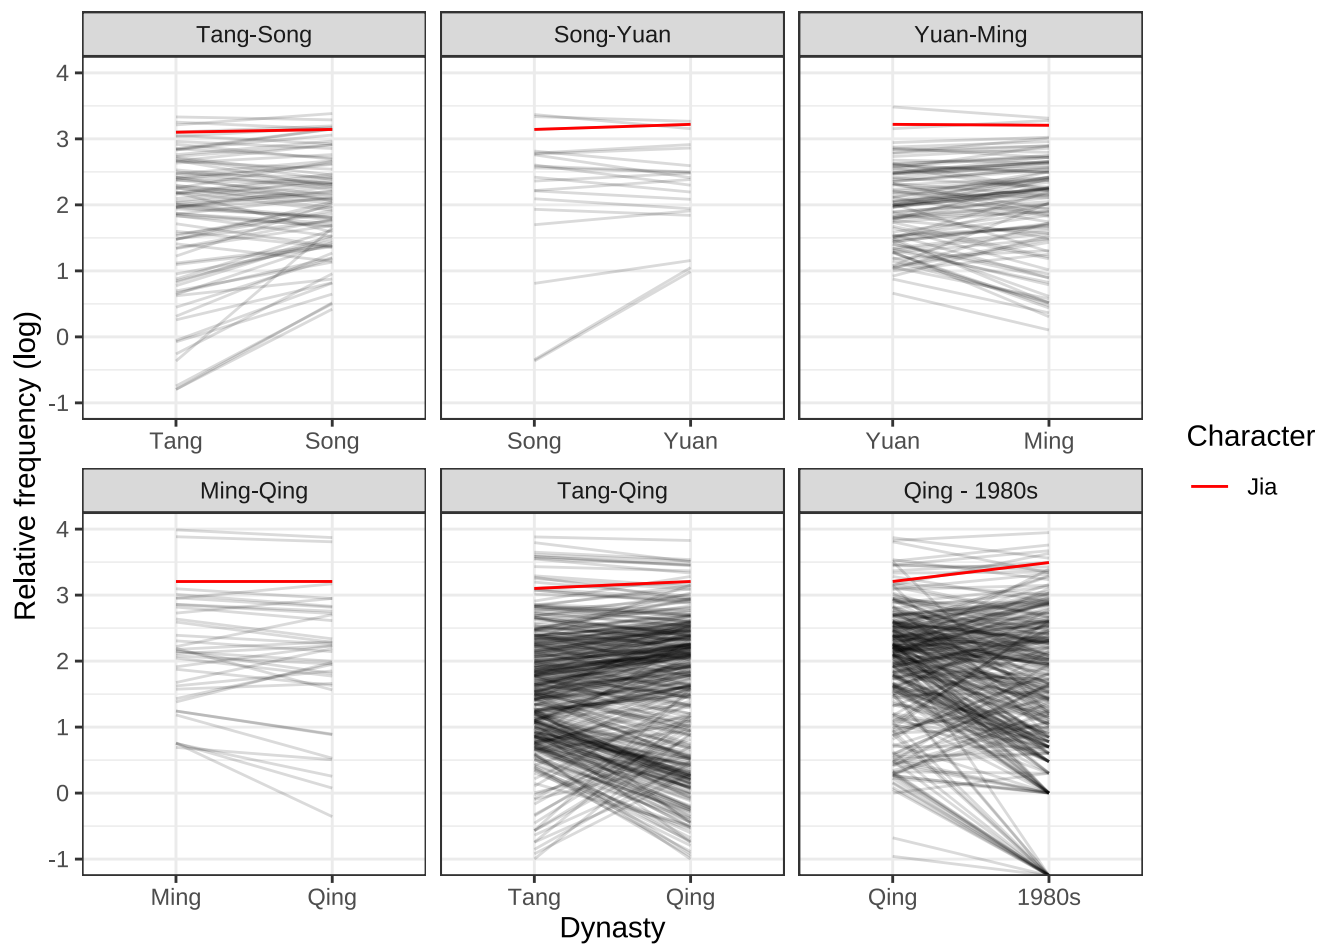 Tang-Song
Song-Yuan
Yuan-Ming
4
3
2
1
0
-1
Tang
Song
Song
Yuan
Yuan
Ming
Relative frequency (log)
Character
Jia
Ming-Qing
Tang-Qing
Qing - 1980s
4
3
2
1
0
-1
Ming
Qing
Tang
Qing
Qing
1980s
Dynasty